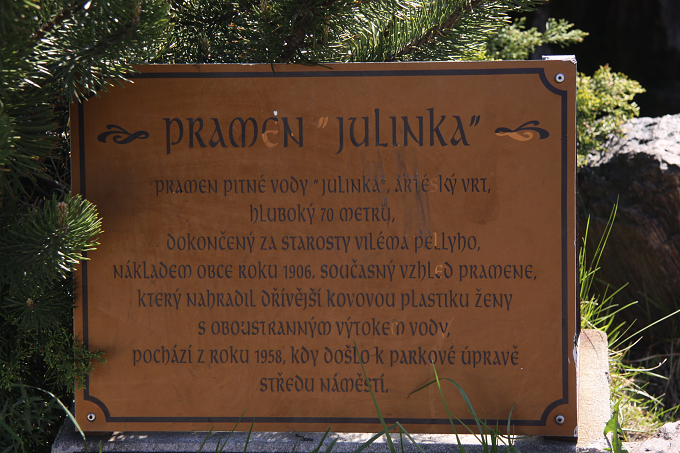 PRAMEN "JULINKA"
PRAMEN PITNÉ VODY "JULINKA", ARTÉSKÝ VRT,
HLUBOKÝ 70 METRŮ,
DOKONČENÝ ZA STAROSTY VILÉMA PELLYHO,
NÁKLADEM OBCE ROKU 1906. SOUČASNÝ VZHLED PRAMENE,
KTERÝ NAHRADIL DŘÍVĚJŠÍ KOVOVOU PLASTIKU ŽENY
S OBOUSTRANNÝM VÝTOKEM VODY,
POCHÁZÍ Z ROKU 1958, KDY DOŠLO K PARKOVÉ ÚPRAVĚ
STŘEDU NÁMĚSTÍ.